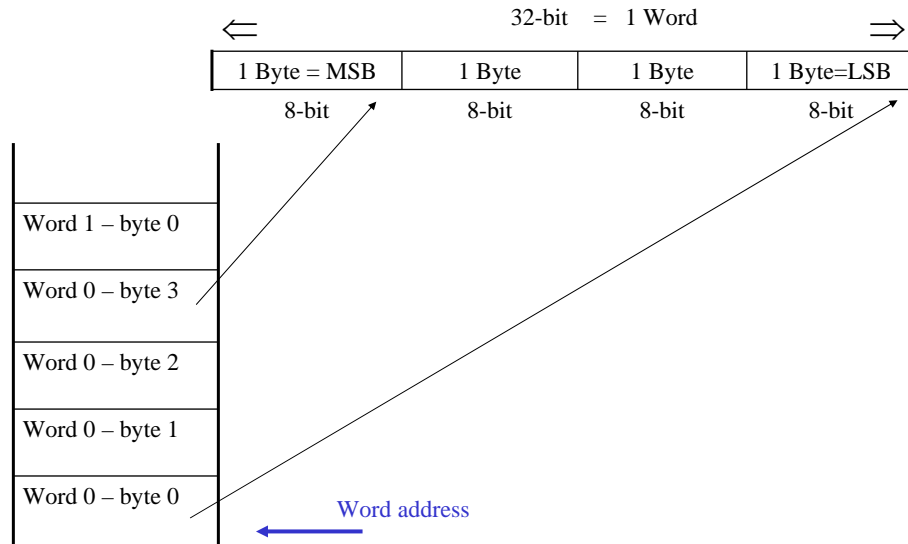 32-bit = 1 Word
1 Byte = MSB 1 Byte 1 Byte 1 Byte=LSB
8-bit 8-bit 8-bit 8-bit
Word 1 – byte 0
Word 0 – byte 3
Word 0 – byte 2
Word 0 – byte 1
Word 0 – byte 0
Word address